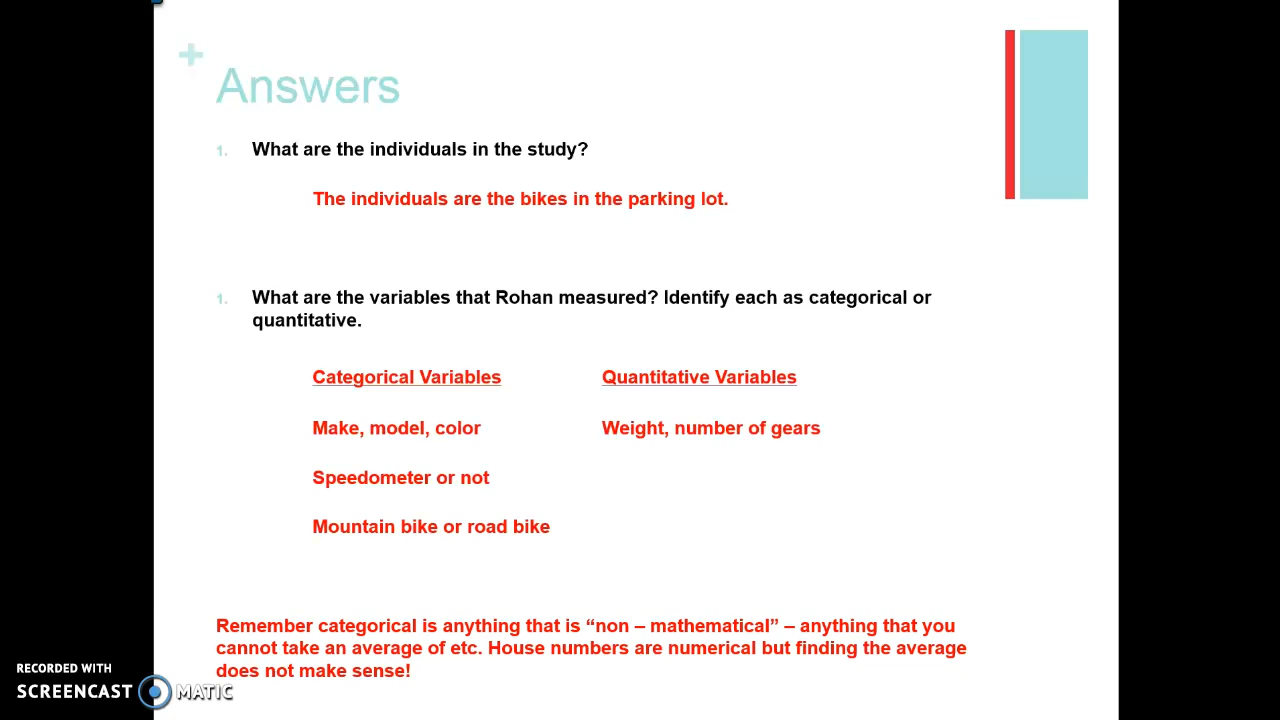 +
Answers
1. What are the individuals in the study?
The individuals are the bikes in the parking lot.
1. What are the variables that Rohan measured? Identify each as categorical or
quantitative.
Categorical Variables Quantitative Variables
Make, model, color Weight, number of gears
Speedometer or not
Mountain bike or road bike
Remember categorical is anything that is “non – mathematical” – anything that you
cannot take an average of etc. House numbers are numerical but finding the average
does not make sense!
RECORDED WITH
SCREENCAST MATIC